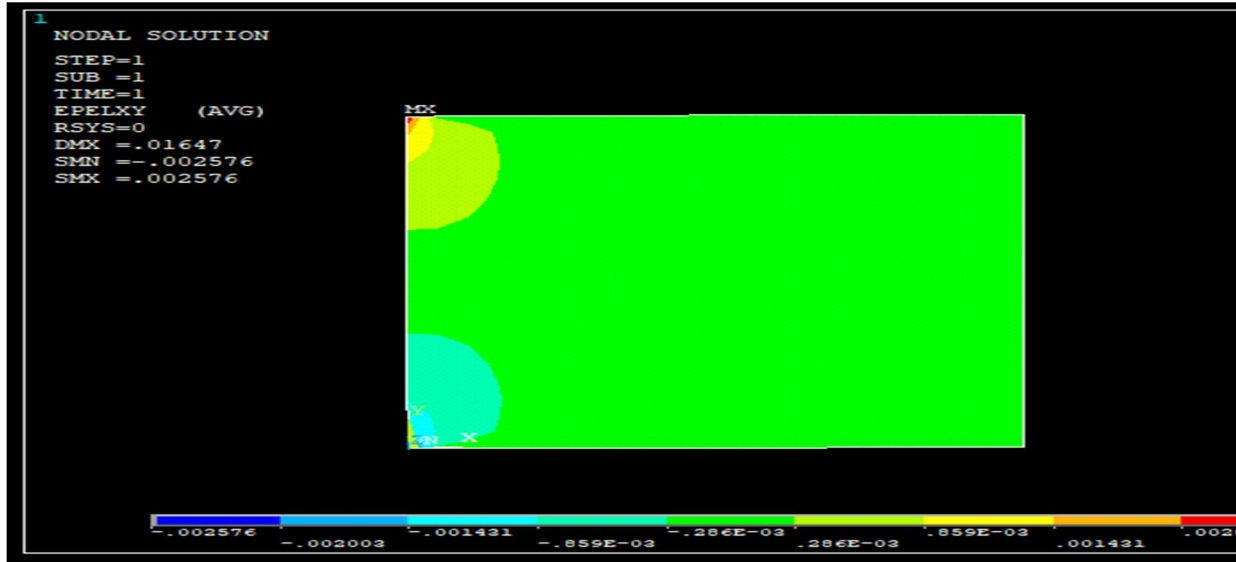 1
NODAL SOLUTION
STEP=1
SUB =1
TIME=1
EPELXY (AVG)
RSYS=0
DMX =.01647
SMN =-.002576
SMX =.002576
MX
Y
X
-.002576 -.001431 -.286E-03 .859E-03
-.002003 -.859E-03 .286E-03 .001431